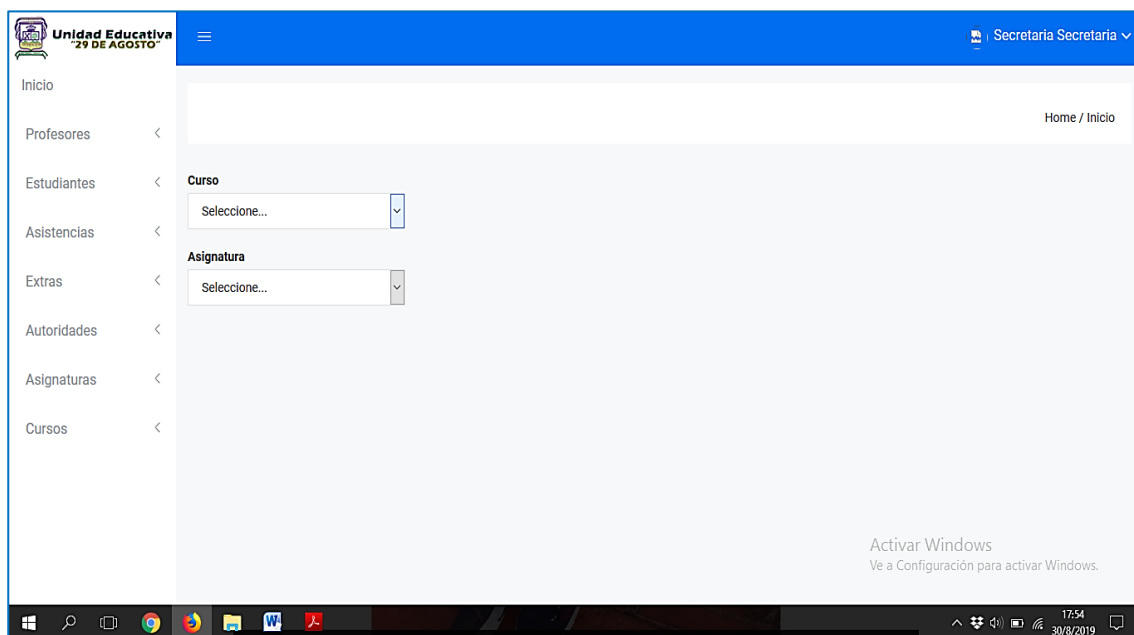 Unidad Educativa
"29 DE AGOSTO"
Secretaria Secretaria
Inicio
Profesores
Estudiantes
Asistencias
Extras
Autoridades
Asignaturas
Cursos
Home / Inicio
Curso
Seleccione...
Asignatura
Seleccione...
Activar Windows
Ve a Configuración para activar Windows.
17:54
30/8/2019